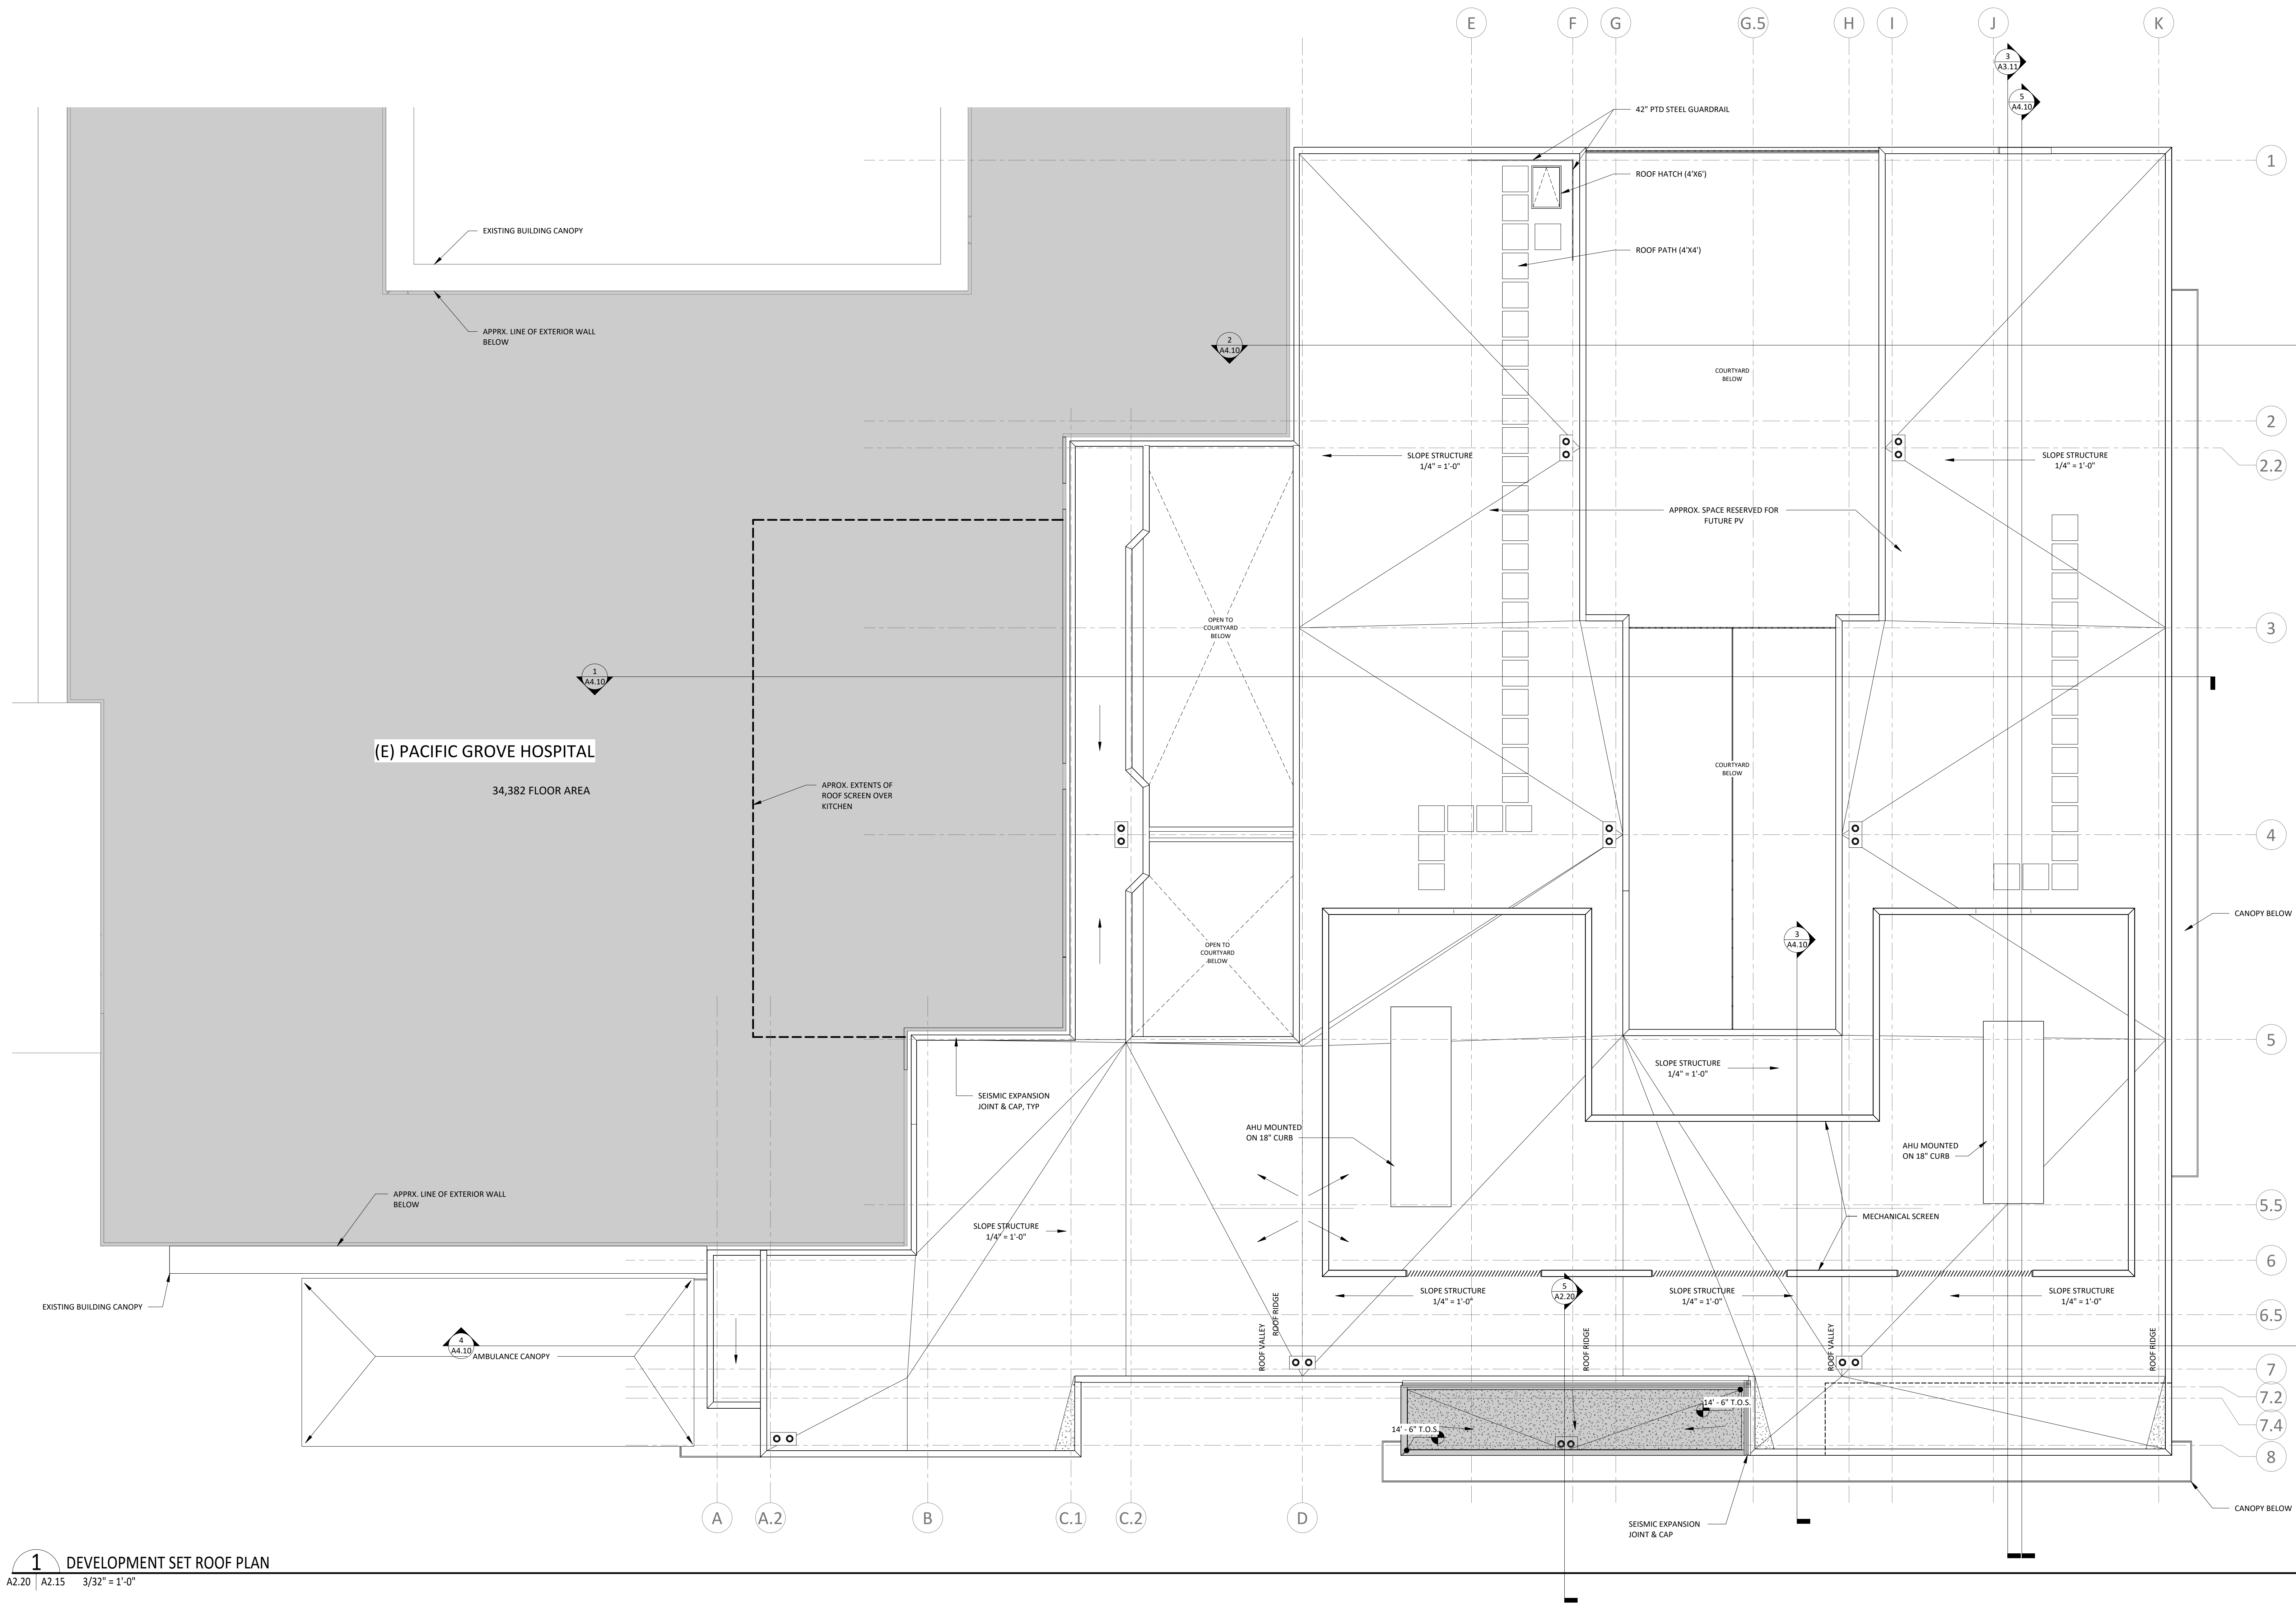 E
F
G
G.5
H
I
J
K
3
A3.11
5
A4.10
42" PTD STEEL GUARDRAIL
1
ROOF HATCH (4'X6')
EXISTING BUILDING CANOPY
ROOF PATH (4'X4')
APPRX. LINE OF EXTERIOR WALL
BELOW
2
A4.10
COURTYARD
BELOW
2
SLOPE STRUCTURE
1/4" = 1'-0"
SLOPE STRUCTURE
1/4" = 1'-0"
2.2
APPROX. SPACE RESERVED FOR
FUTURE PV
OPEN TO
COURTYARD
BELOW
3
1
A4.10
(E) PACIFIC GROVE HOSPITAL
34,382 FLOOR AREA
COURTYARD
BELOW
APROX. EXTENTS OF
ROOF SCREEN OVER
KITCHEN
4
CANOPY BELOW
3
A4.10
OPEN TO
COURTYARD
BELOW
5
SLOPE STRUCTURE
1/4" = 1'-0"
SEISMIC EXPANSION
JOINT & CAP, TYP
AHU MOUNTED
ON 18" CURB
AHU MOUNTED
ON 18" CURB
APPRX. LINE OF EXTERIOR WALL
BELOW
5.5
MECHANICAL SCREEN
SLOPE STRUCTURE
1/4" = 1'-0"
6
5
A2.20
SLOPE STRUCTURE
1/4" = 1'-0"
SLOPE STRUCTURE
1/4" = 1'-0"
SLOPE STRUCTURE
1/4" = 1'-0"
EXISTING BUILDING CANOPY
6.5
ROOF VALLEY
ROOF RIDGE
ROOF RIDGE
ROOF VALLEY
ROOF RIDGE
4
A4.10
AMBULANCE CANOPY
7
7.2
14' - 6" T.O.S.
7.4
14' - 6" T.O.S.
8
CANOPY BELOW
A
A.2
B
C.1
C.2
D
SEISMIC EXPANSION
JOINT & CAP
1
DEVELOPMENT SET ROOF PLAN
A2.20
A2.15
3/32" = 1'-0"